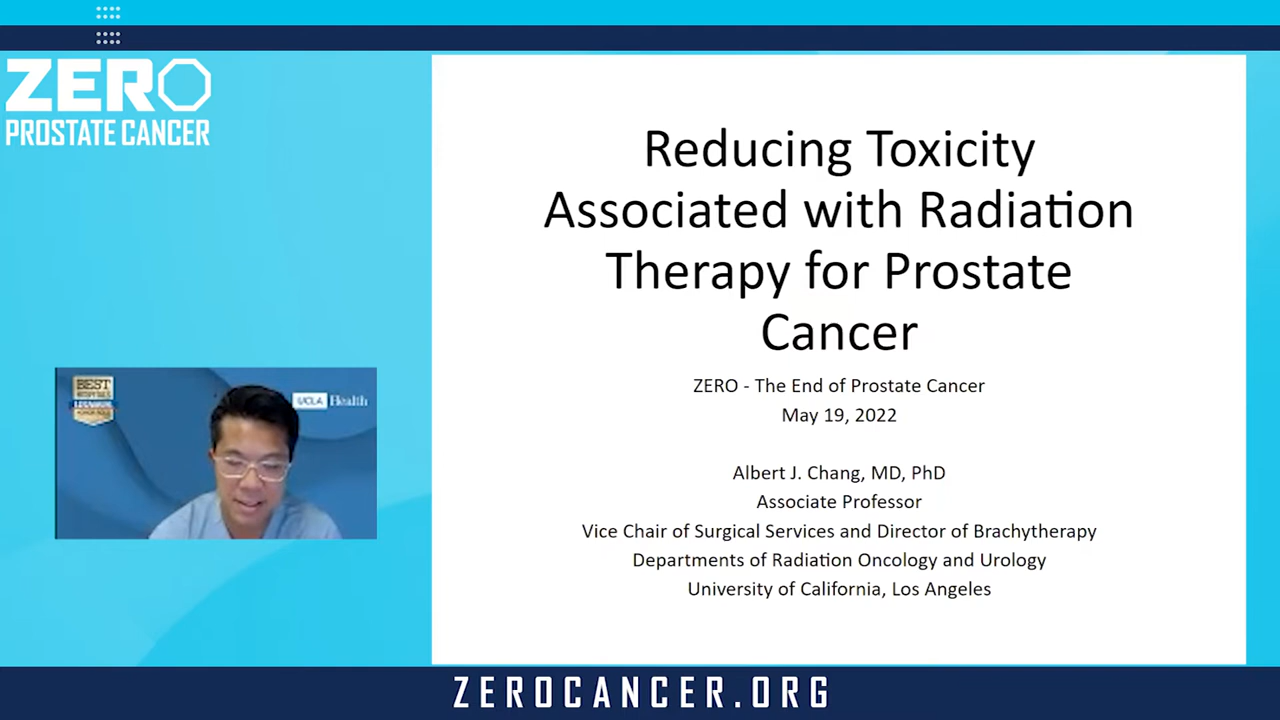 ZERO
PROSTATE CANCER
Reducing Toxicity
Associated with Radiation
Therapy for Prostate
Cancer
ZERO - The End of Prostate Cancer
May 19, 2022
Albert J. Chang, MD, PhD
Associate Professor
Vice Chair of Surgical Services and Director of Brachytherapy
Departments of Radiation Oncology and Urology
University of California, Los Angeles
BEST
HOSPITALS
UCLA Health
ZEROCANCER.ORG